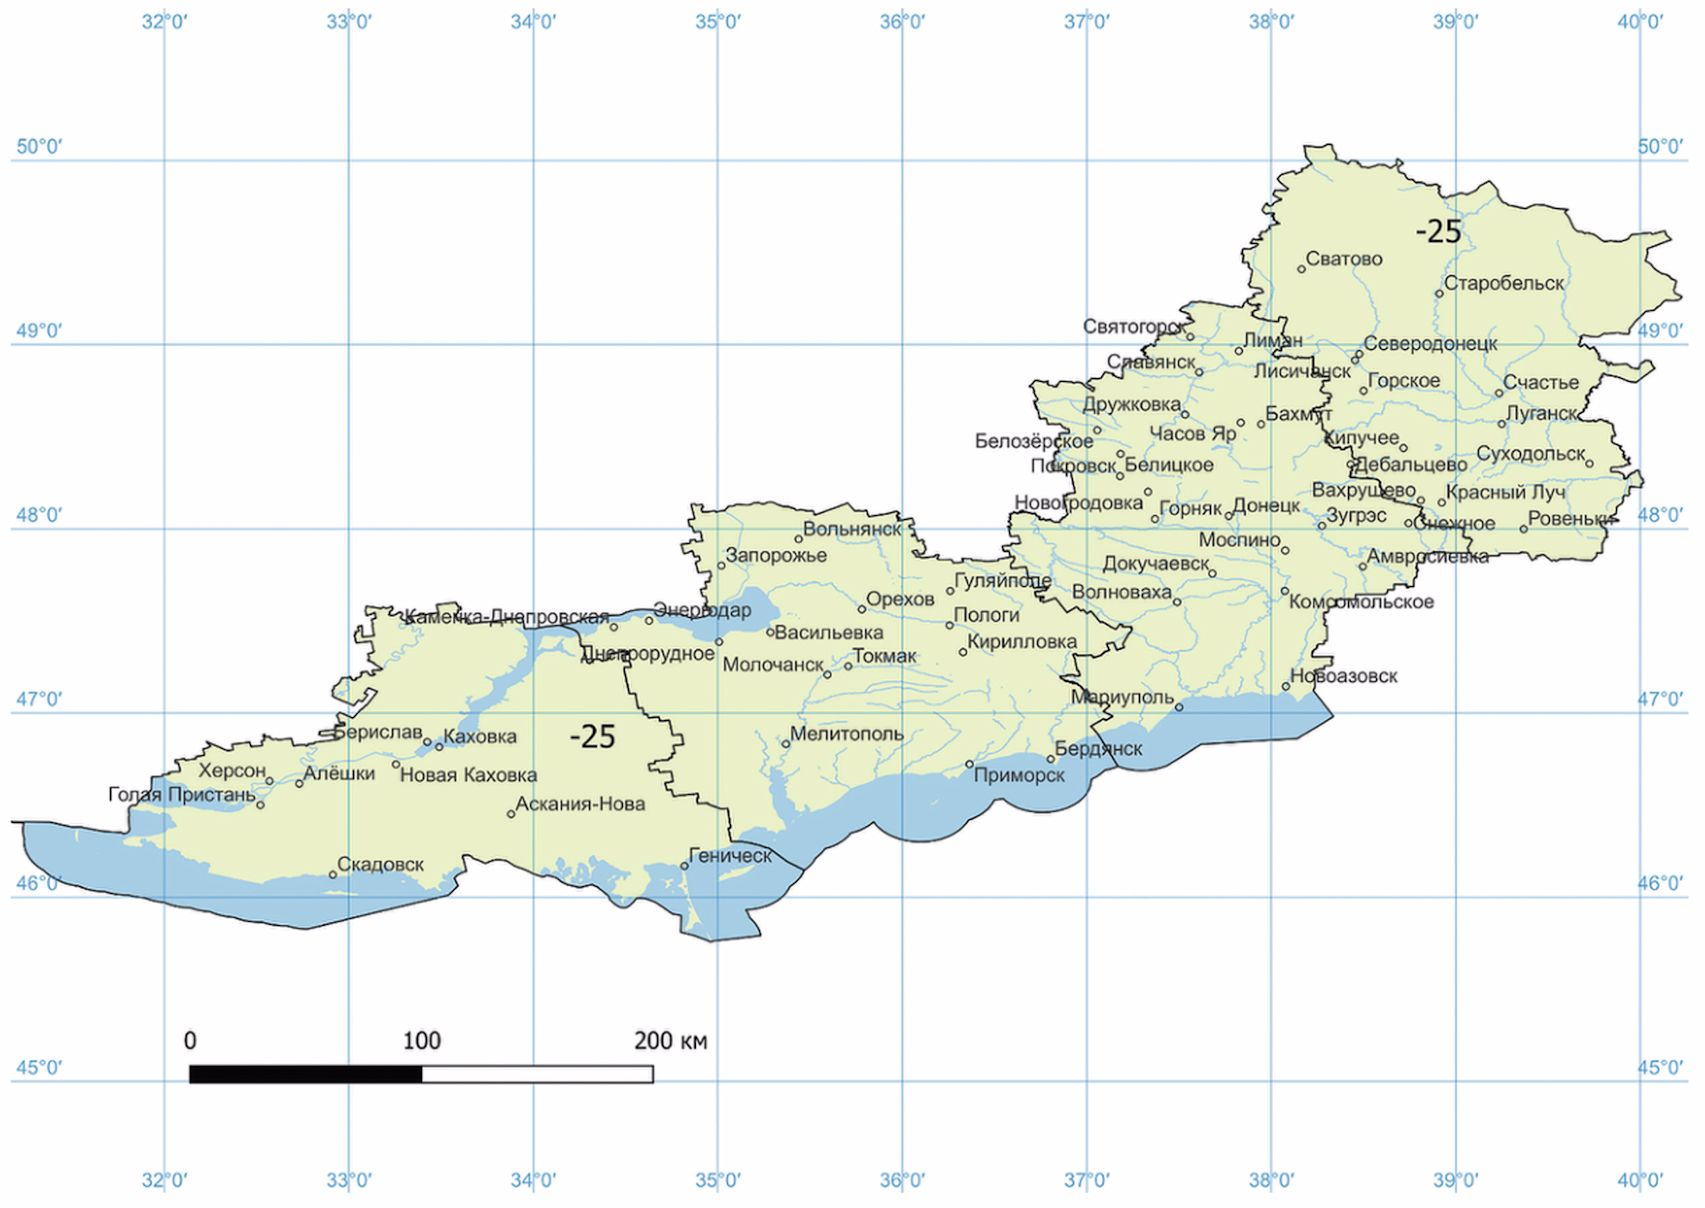 32°0′ 33°0′ 34°0′ 35°0′ 36°0′ 37°0′ 38°0′ 39°0′ 40°0′
50°0′ 50°0′
-25
Сватово
Старобельск
49°0′ 49°0′
Святогорск
Лиман
Северодонецк
Славянск
Лисичанск
Горское
Счастье
Дружковка
Бахмут
Луганск
Часов Яр
Белозёрское
Кипучее
Суходольск
Покровск
Белицкое
Дебальцево
Вахрушево
Красный Луч
Новогродовка
Горняк
Донецк
Зугрэс
Снежное
Ровеньки
48°0′ 48°0′
Вольнянск
Моспино
Запорожье
Амвросиевка
Докучаевск
Гуляйполе
Волноваха
Орехов
Комсомольское
Каменка-Днепровская
Энергодар
Пологи
Васильевка
Кирилловка
Днепрорудное
Молочанск
Токмак
Новоазовск
47°0′ 47°0′
Мариуполь
Берислав
Каховка
-25
Мелитополь
Бердянск
Херсон
Алёшки
Новая Каховка
Приморск
Голая Пристань
Аскания-Нова
Скадовск
Геническ
46°0′ 46°0′
0 100 200 км
45°0′ 45°0′
32°0′ 33°0′ 34°0′ 35°0′ 36°0′ 37°0′ 38°0′ 39°0′ 40°0′